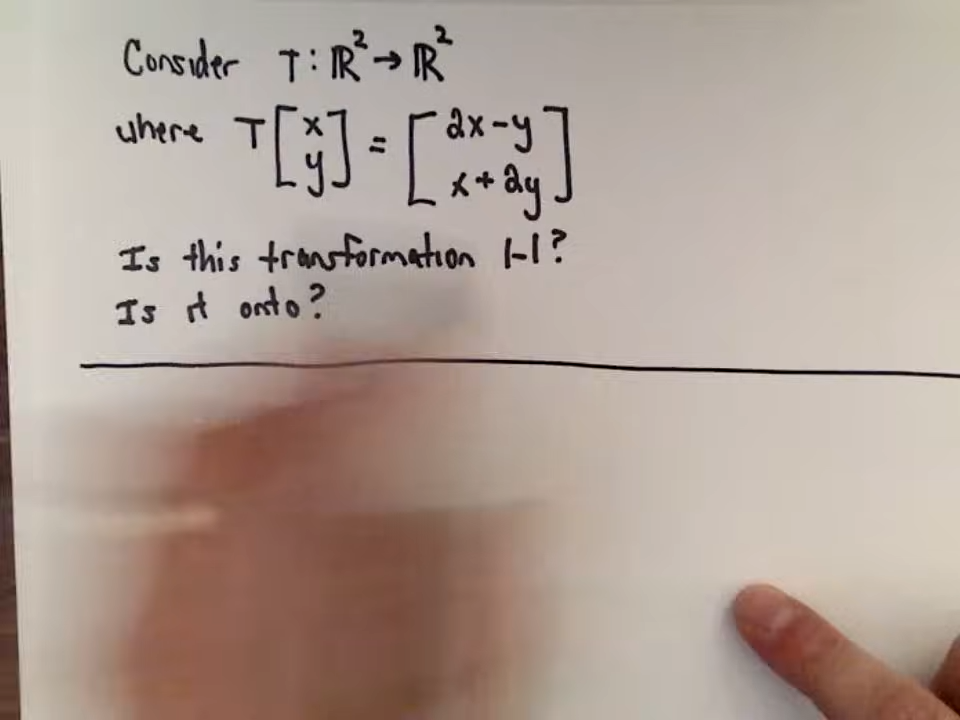 Consider T : ℝ² → ℝ²
where T [x y] = [2x-y x+2y]
Is this transformation 1-1?
Is it onto?